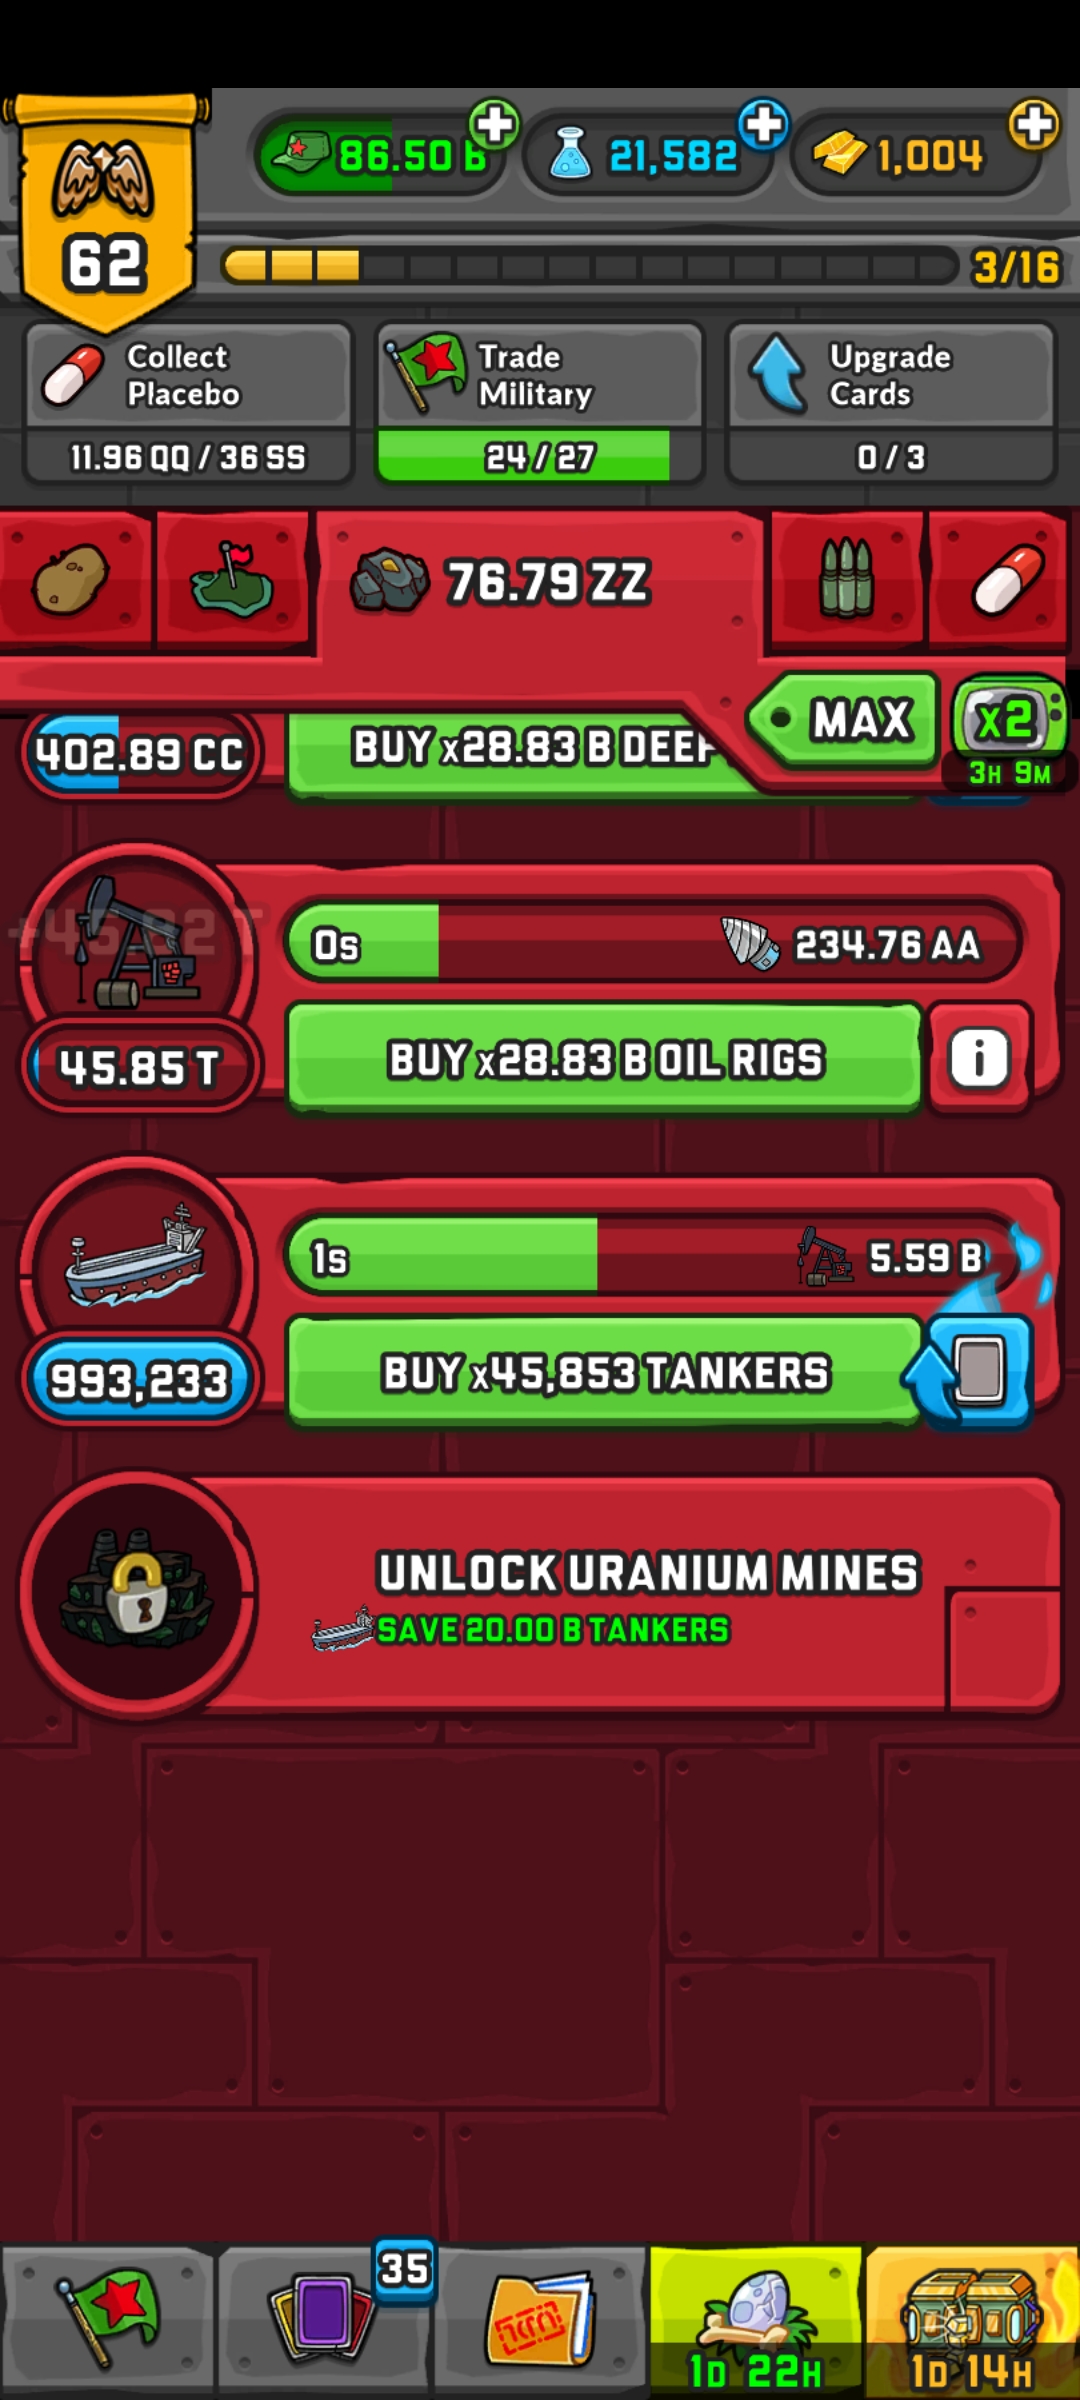 86.50 B
21,582
1,004
62
3/16
Collect
Placebo
11.96 QQ / 36 SS
Trade
Military
24 / 27
Upgrade
Cards
0 / 3
76.79 ZZ
MAX
x2
3H 9M
402.89 CC
BUY x28.83 B DEEP
+45.82 T
0s
234.76 AA
45.85 T
BUY x28.83 B OIL RIGS
i
1s
5.59 B
993,233
BUY x45,853 TANKERS
UNLOCK URANIUM MINES
SAVE 20.00 B TANKERS
35
1D 22H
1D 14H